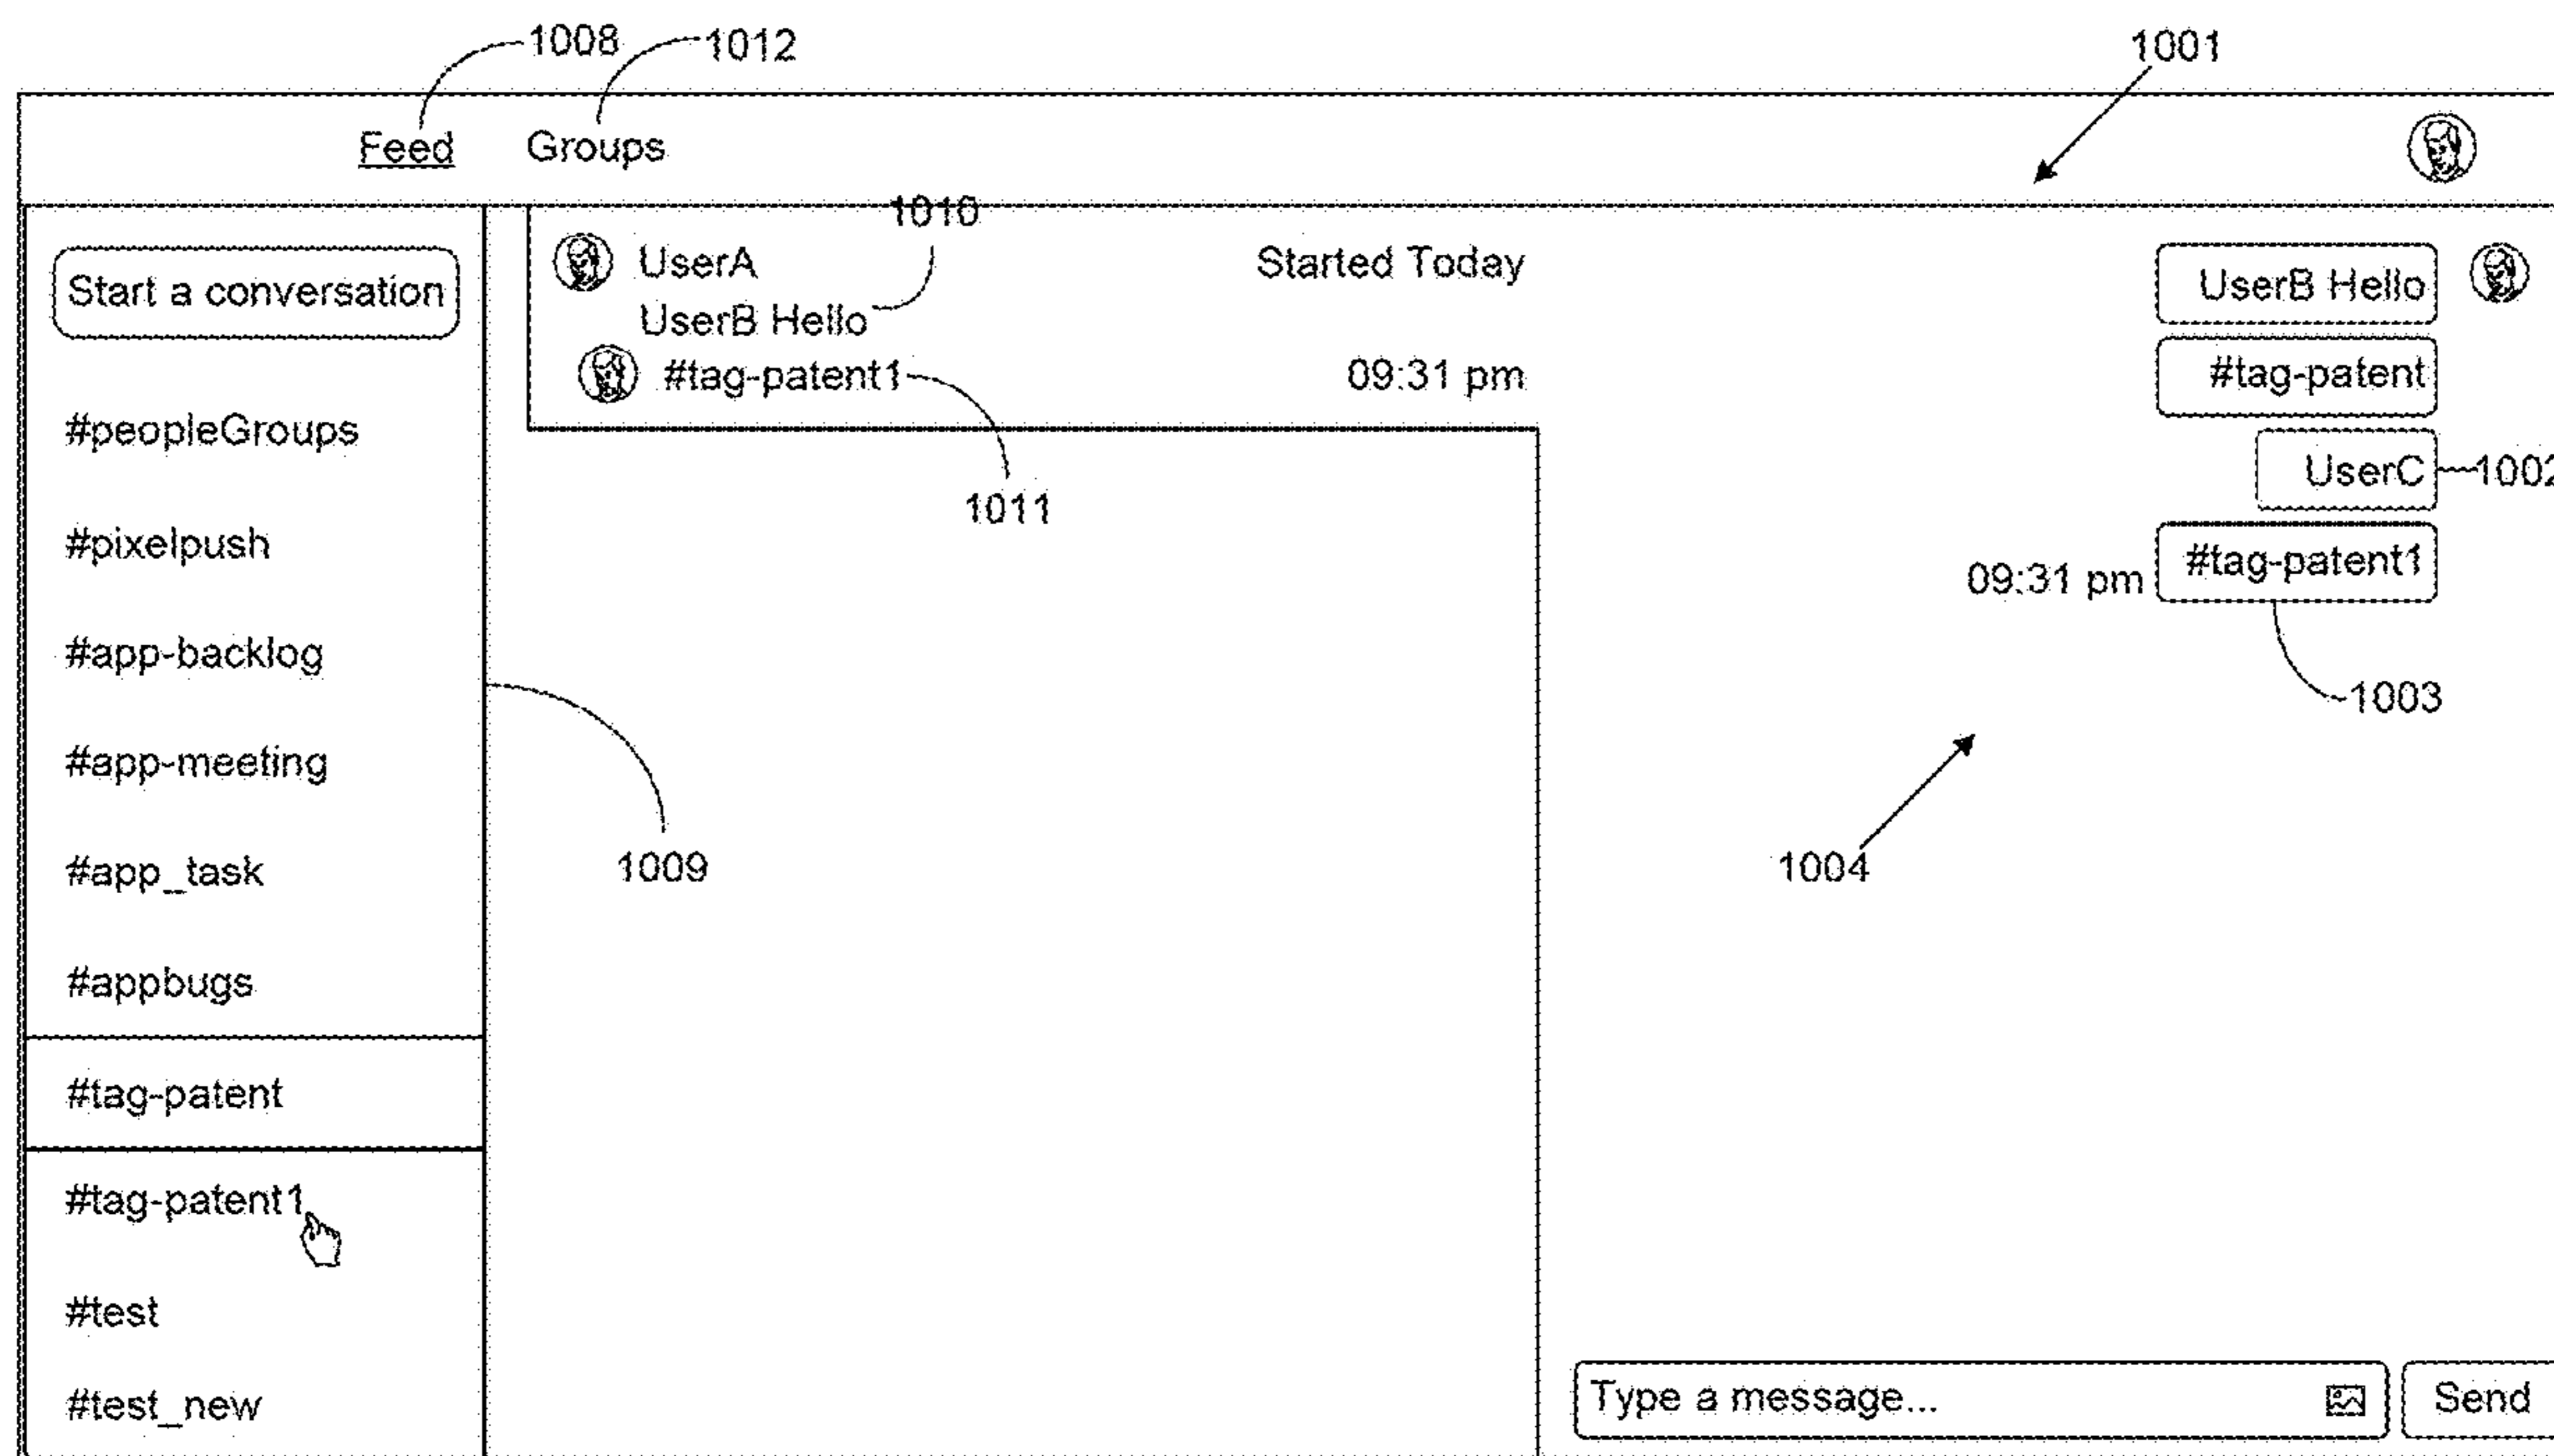 1008 1012 1001
Feed Groups
1010
Start a conversation
#peopleGroups
#pixelpush
#app-backlog
#app-meeting
#app_task
#appbugs
#tag-patent
#tag-patent1
#test
#test_new
1009
UserA Started Today
UserB Hello
#tag-patent1 09:31 pm
1011
UserB Hello
#tag-patent
UserC 1002
09:31 pm #tag-patent1
1003
1004
Type a message... Send